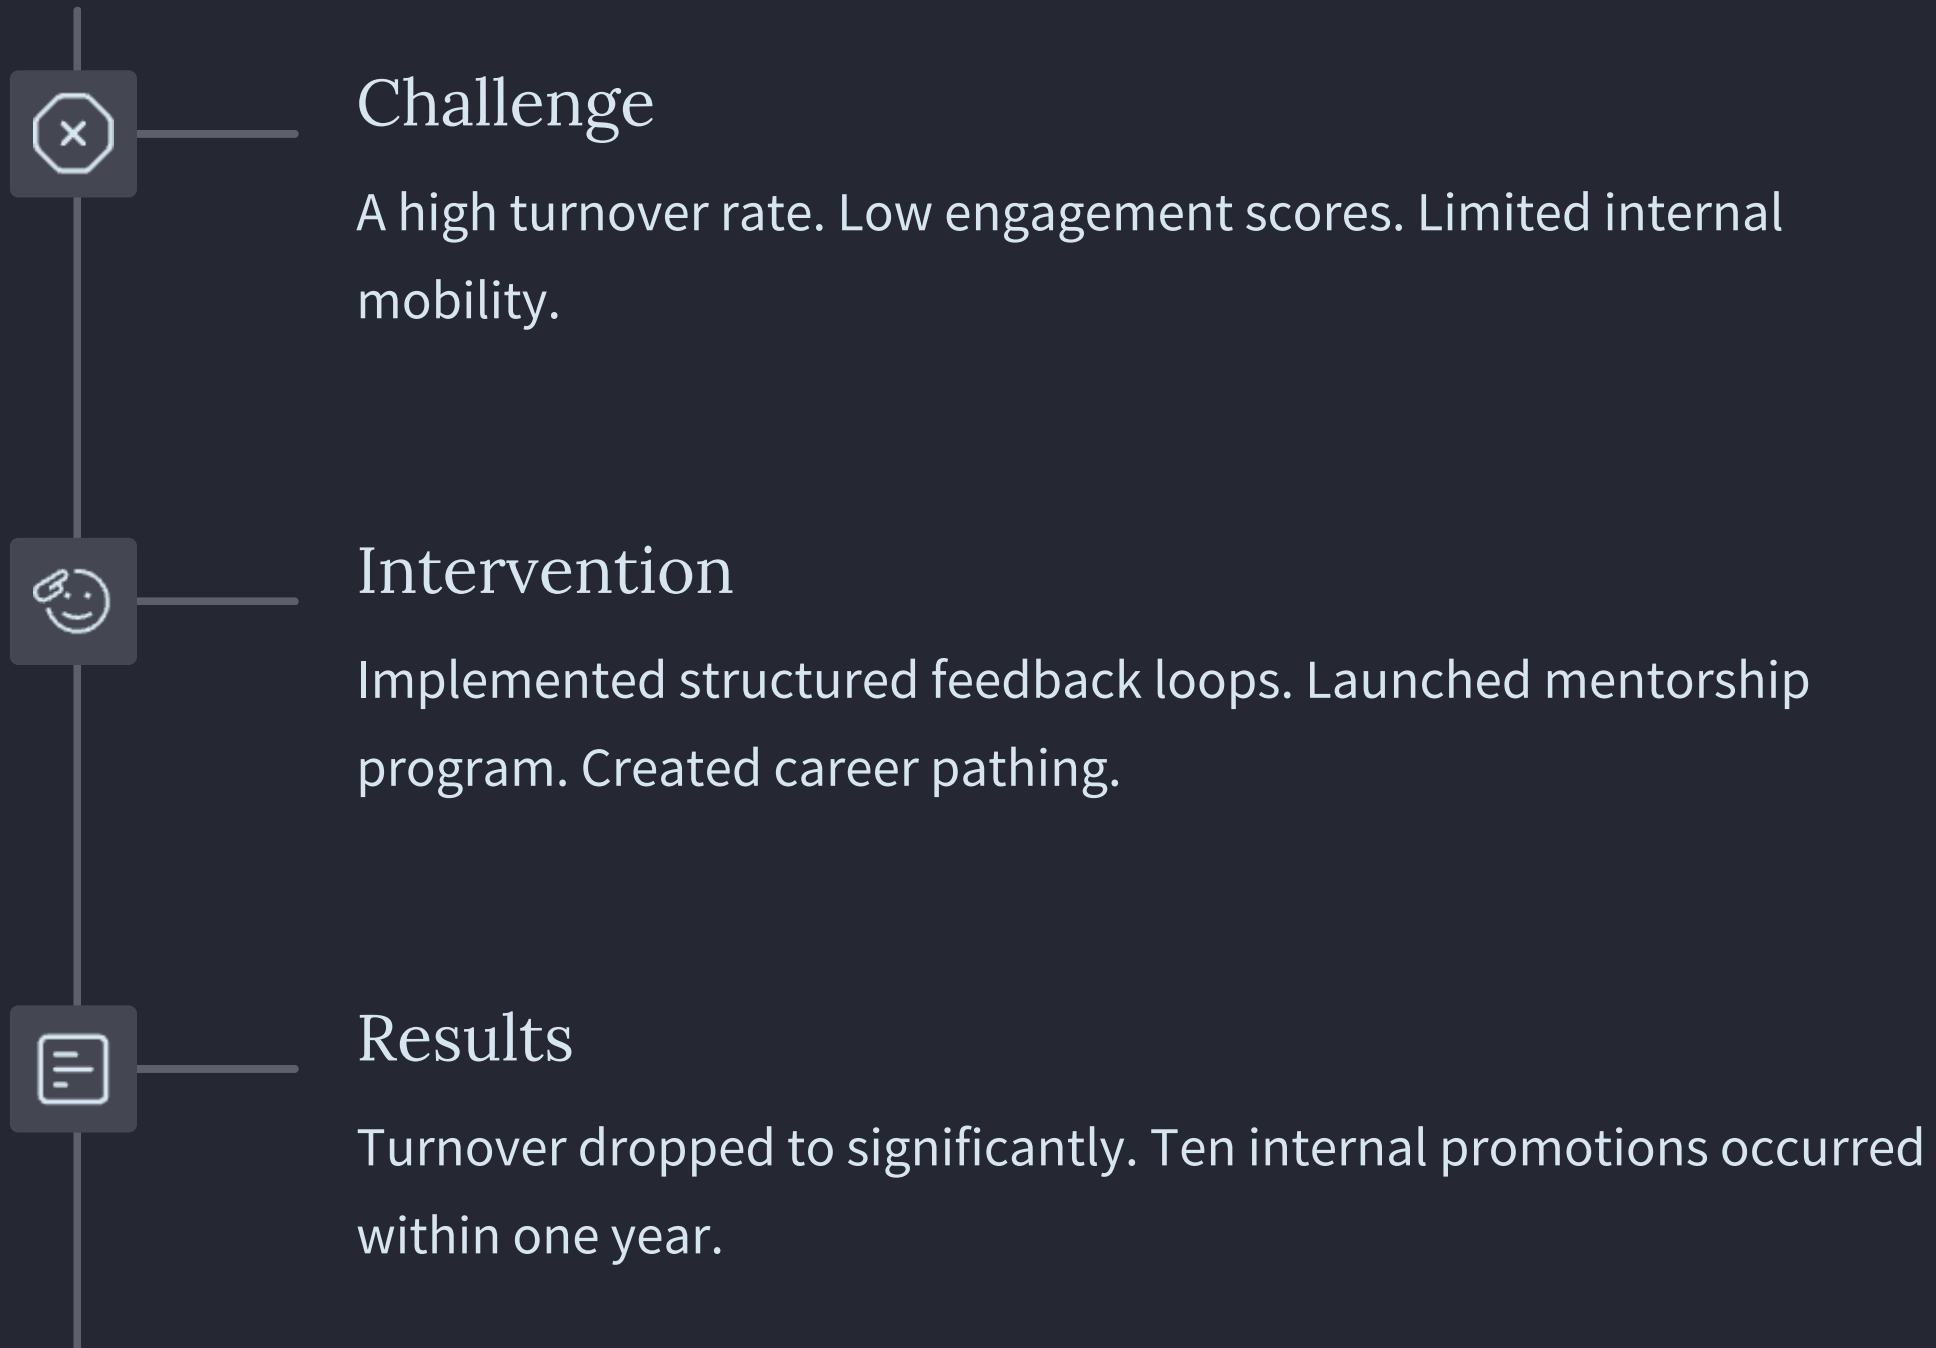 Challenge
A high turnover rate. Low engagement scores. Limited internal
mobility.
Intervention
Implemented structured feedback loops. Launched mentorship
program. Created career pathing.
Results
Turnover dropped to significantly. Ten internal promotions occurred
within one year.